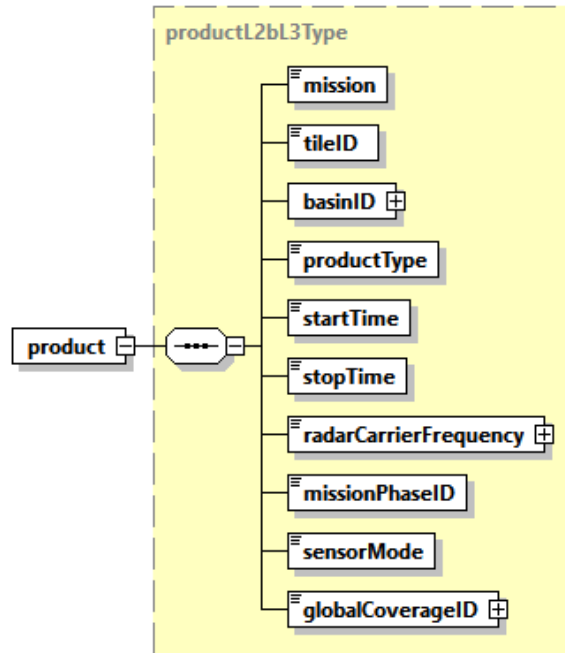 productL2bL3Type
mission
tileID
basinID
productType
startTime
product
stopTime
radarCarrierFrequency
missionPhaseID
sensorMode
globalCoverageID